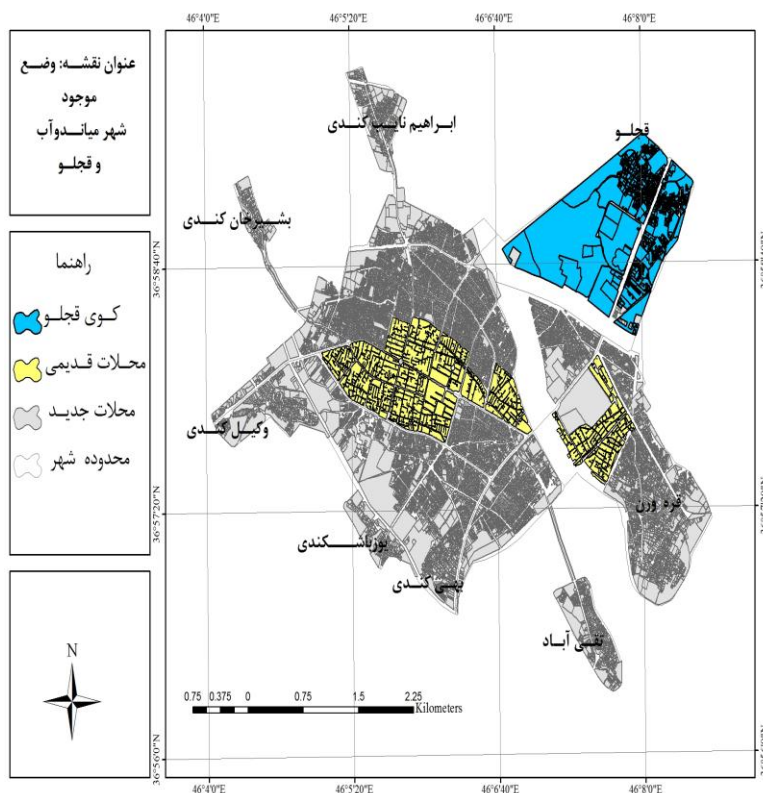 46°4'0"E 46°5'20"E 46°6'40"E 46°8'0"E
عنوان نقشه: وضع
موجود
شهر میاندوآب
و قجلو
راهنما
کوی قجلو
محلات قدیمی
محلات جدید
محدوده شهر
N
قجلو
ابراهیم نایب کندی
بشیرخان کندی
وکیل کندی
قره ورن
یوزباش کندی
یهی کندی
تقی آباد
36°58'40"N
36°57'20"N
36°56'0"N
0.75 0.375 0 0.75 1.5 2.25
Kilometers
46°4'0"E 46°5'20"E 46°6'40"E 46°8'0"E